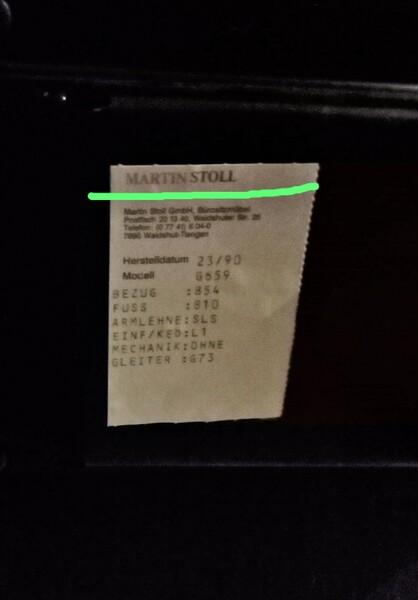 MARTIN STOLL
Martin Stoll GmbH, Bürositzmöbel
Postfach 20 13 40, Waldshuter Str. 25
Telefon: (0 77 41) 6 04-0
7890 Waldshut-Tiengen
Herstelldatum 23/90
Modell G659
BEZUG :854
FUSS :810
ARMLEHNE:SLS
EINF/KED:L1
MECHANIK:OHNE
GLEITER :G73